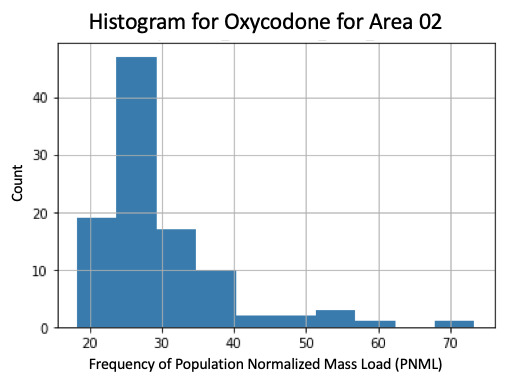 Histogram for Oxycodone for Area 02
Count
40
30
20
10
0
20 30 40 50 60 70
Frequency of Population Normalized Mass Load (PNML)